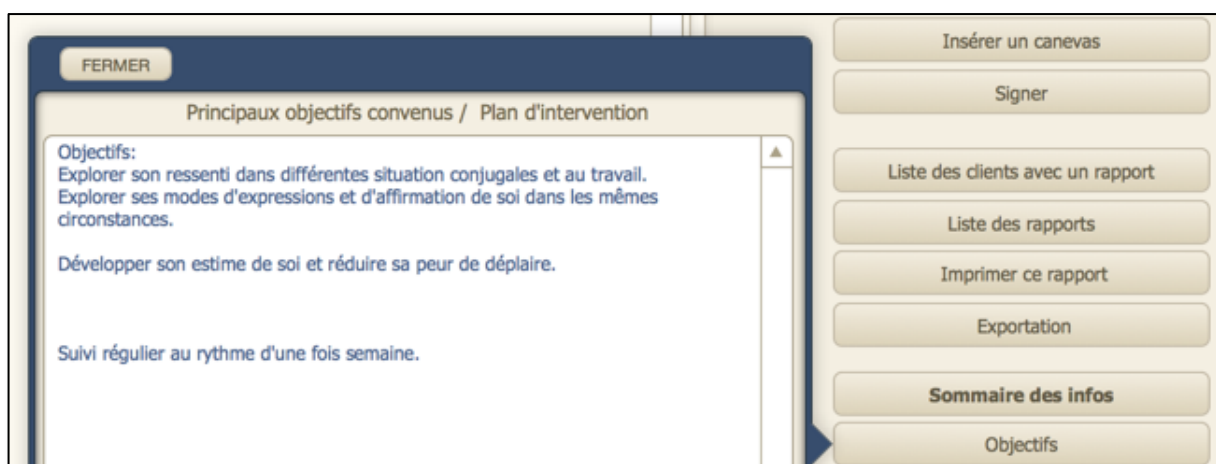 FERMER
Principaux objectifs convenus / Plan d'intervention
Objectifs:
Explorer son ressenti dans différentes situation conjugales et au travail.
Explorer ses modes d'expressions et d'affirmation de soi dans les mêmes
circonstances.
Développer son estime de soi et réduire sa peur de déplaire.
Suivi régulier au rythme d'une fois semaine.
Insérer un canevas
Signer
Liste des clients avec un rapport
Liste des rapports
Imprimer ce rapport
Exportation
Sommaire des infos
Objectifs